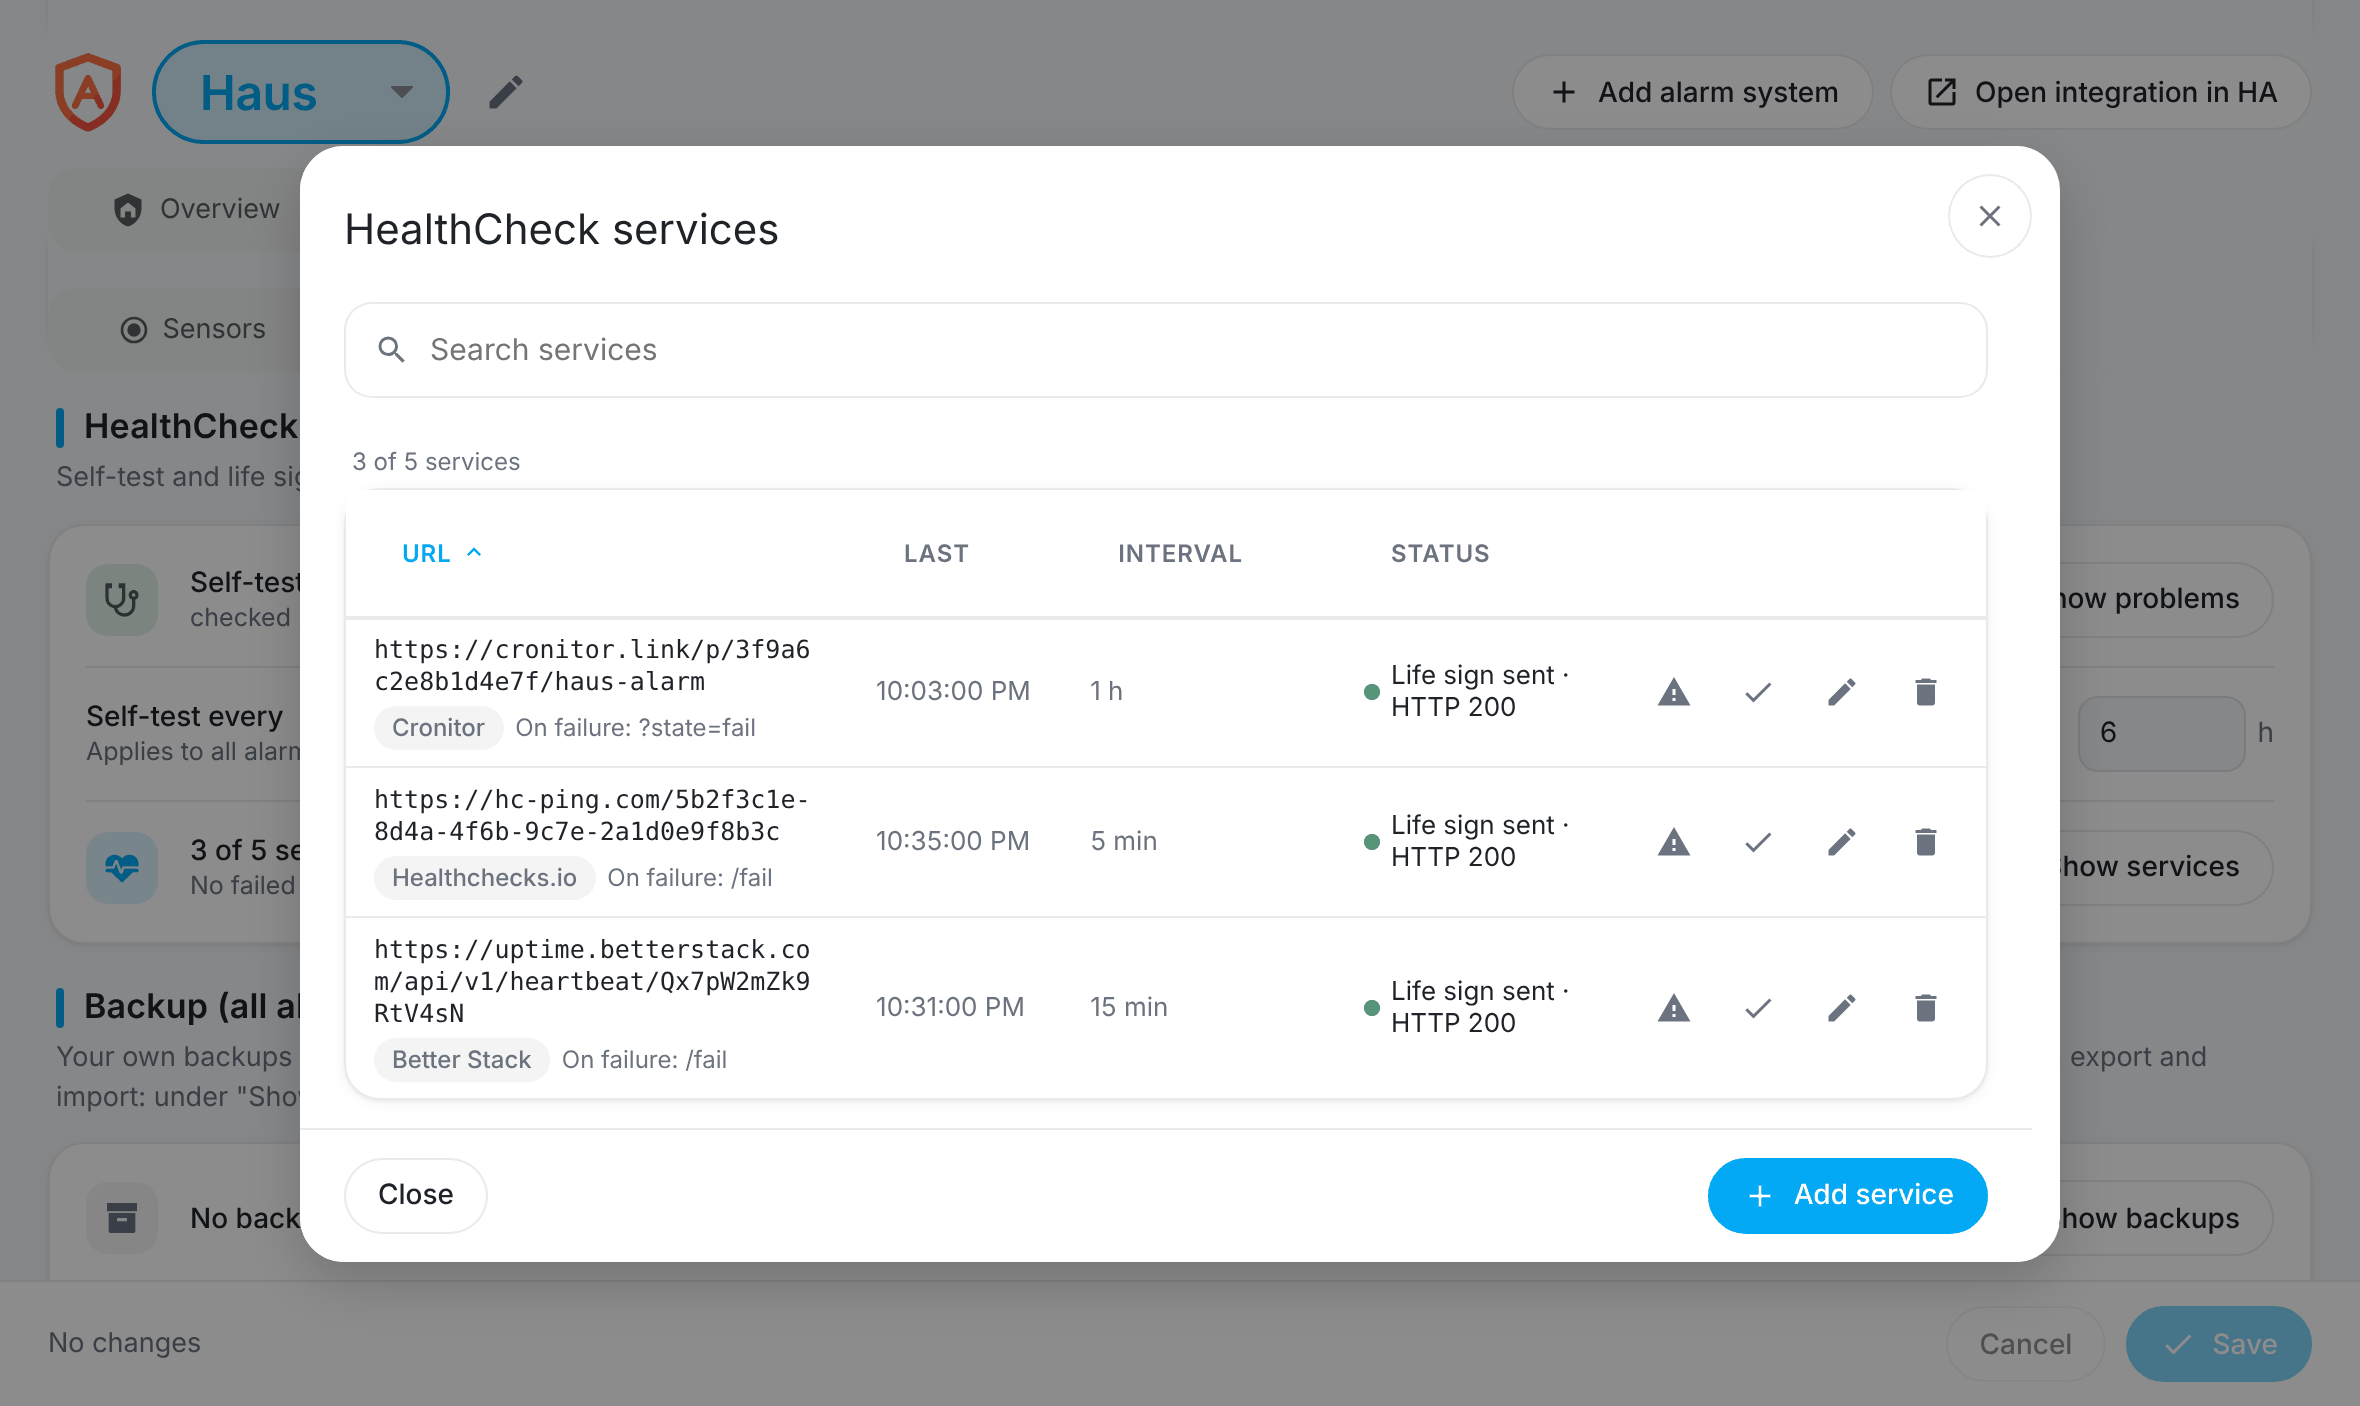 Haus
Add alarm system
Open integration in HA
Overview
Sensors
HealthCheck
Self-test and life
Self-test
checked
how problems
Self-test every
Applies to all
6
h
3 of 5
No failed
how services
Backup (all
Your own backups
export and
import: under "Sho
No back
how backups
No changes
Cancel
Save
HealthCheck services
Search services
3 of 5 services
URL
LAST
INTERVAL
STATUS
https://cronitor.link/p/3f9a6
c2e8b1d4e7f/haus-alarm
Cronitor
On failure: ?state=fail
10:03:00 PM
1 h
Life sign sent ·
HTTP 200
https://hc-ping.com/5b2f3c1e-
8d4a-4f6b-9c7e-2a1d0e9f8b3c
Healthchecks.io
On failure: /fail
10:35:00 PM
5 min
Life sign sent ·
HTTP 200
https://uptime.betterstack.co
m/api/v1/heartbeat/Qx7pW2mZk9
RtV4sN
Better Stack
On failure: /fail
10:31:00 PM
15 min
Life sign sent ·
HTTP 200
Close
Add service